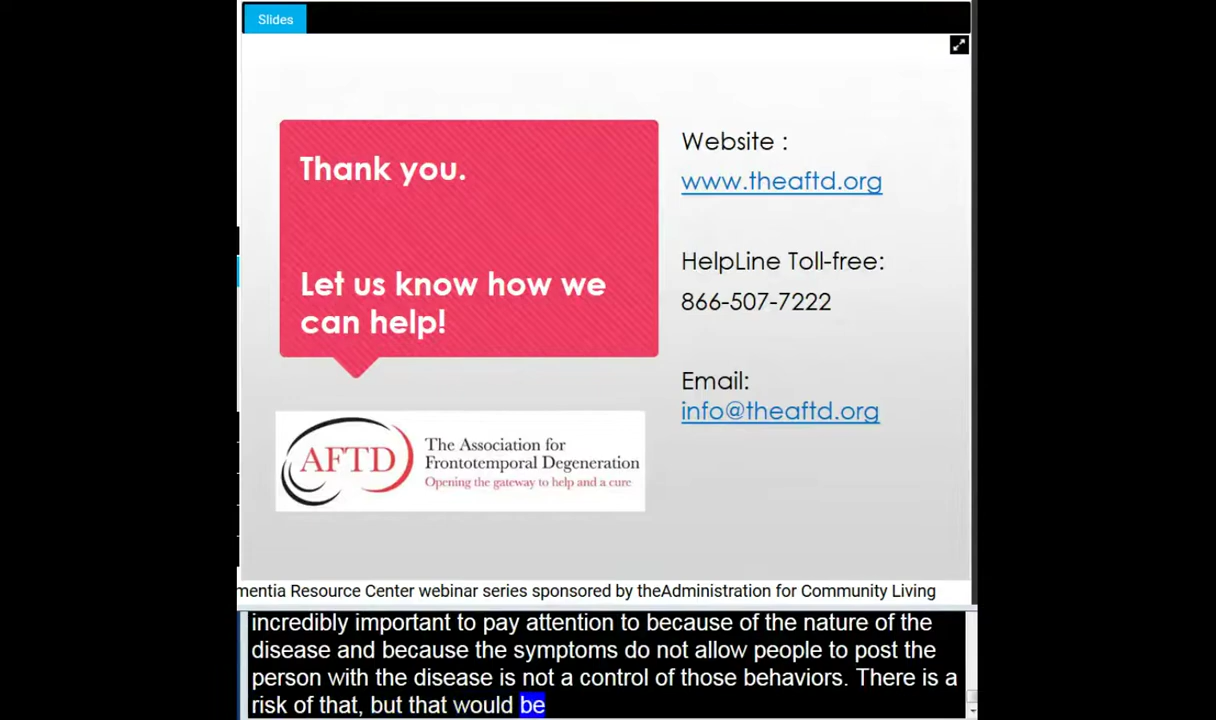 Slides
Thank you.
Let us know how we
can help!
Website :
www.theaftd.org
HelpLine Toll-free:
866-507-7222
Email:
info@theaftd.org
AFTD
The Association for
Frontotemporal Degeneration
Opening the gateway to help and a cure
mentia Resource Center webinar series sponsored by theAdministration for Community Living
incredibly important to pay attention to because of the nature of the
disease and because the symptoms do not allow people to post the
person with the disease is not a control of those behaviors. There is a
risk of that, but that would be